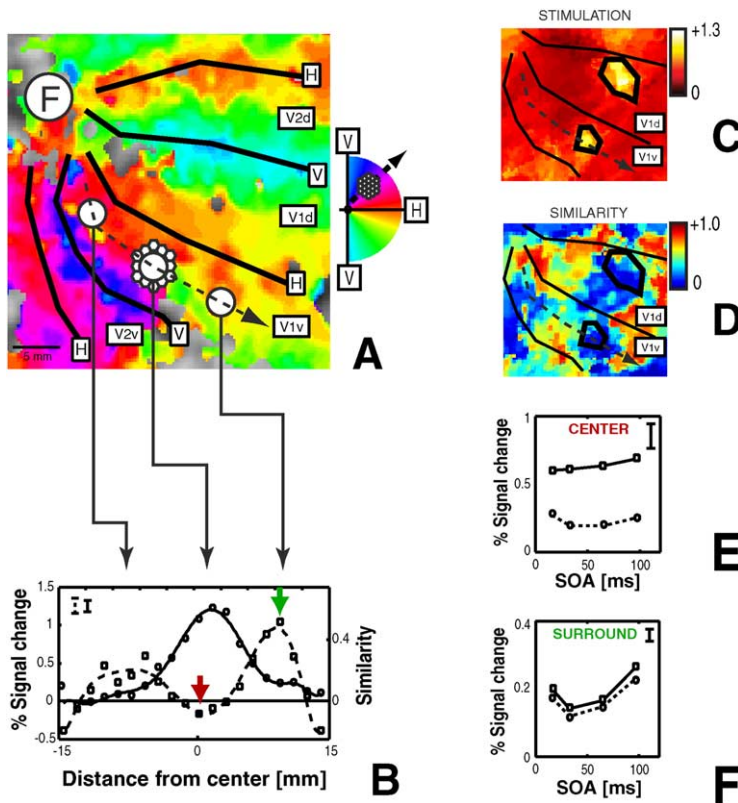 F
H
V2d
V
V1d
H
V1v
V2v
V
H
5 mm
A
V
H
V
STIMULATION
+1.3
0
V1d
V1v
C
SIMILARITY
+1.0
0
V1d
V1v
D
1.5
1
0.5
0
-0.5
% Signal change
0.4
0
Similarity
-15
0
15
Distance from center [mm]
B
CENTER
1
0.5
0
% Signal change
0
50
100
SOA [ms]
E
SURROUND
0.4
0.2
0
% Signal change
0
50
100
SOA [ms]
F